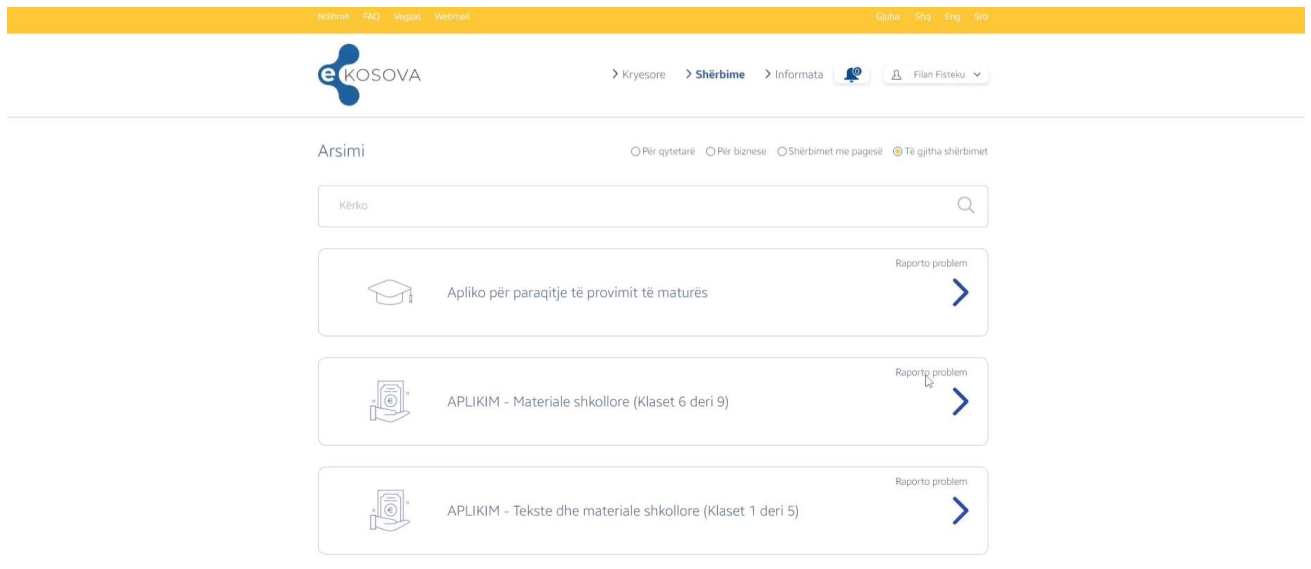 Ndihmë FAQ Vegzat Webmail Gjuha: Shq Eng Srb
e KOSOVA
Kryesore Shërbime Informata 0 Filan Fisteku
Arsimi Për qytetarë Për biznese Shërbimet me pagesë Të gjitha shërbimet
Kërko
Raporto problem
Apliko për paraqitje të provimit të maturës
Raporto problem
APLIKIM - Materiale shkollore (Klaset 6 deri 9)
Raporto problem
APLIKIM - Tekste dhe materiale shkollore (Klaset 1 deri 5)